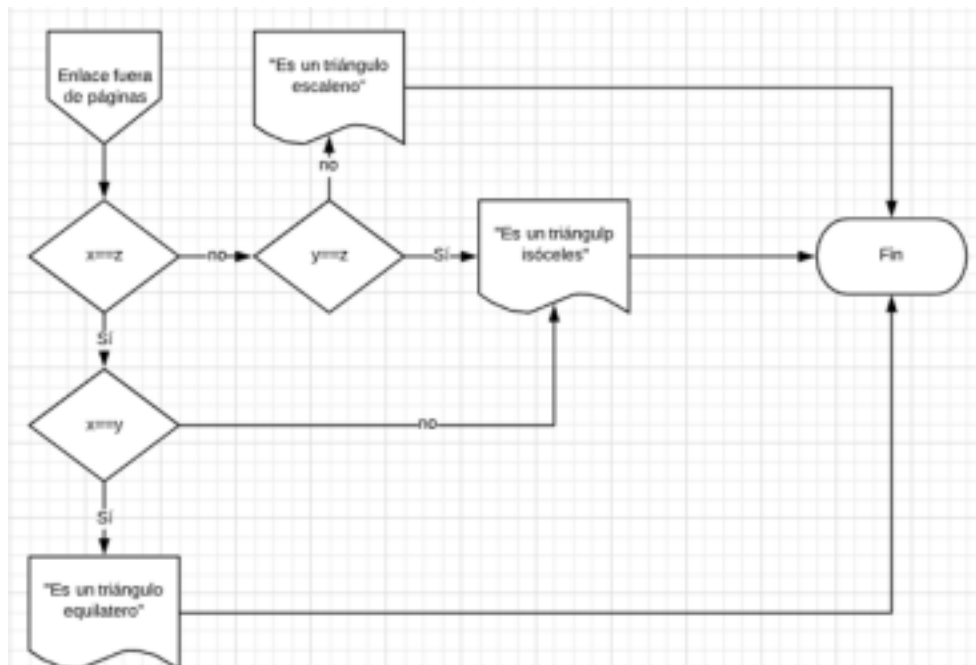 Enlace fuera
de páginas
"Es un triángulo
escaleno"
no
x==z
no
y==z
Sí
"Es un triángulp
isóceles"
Fin
Sí
x==y
no
Sí
"Es un triángulo
equilatero"